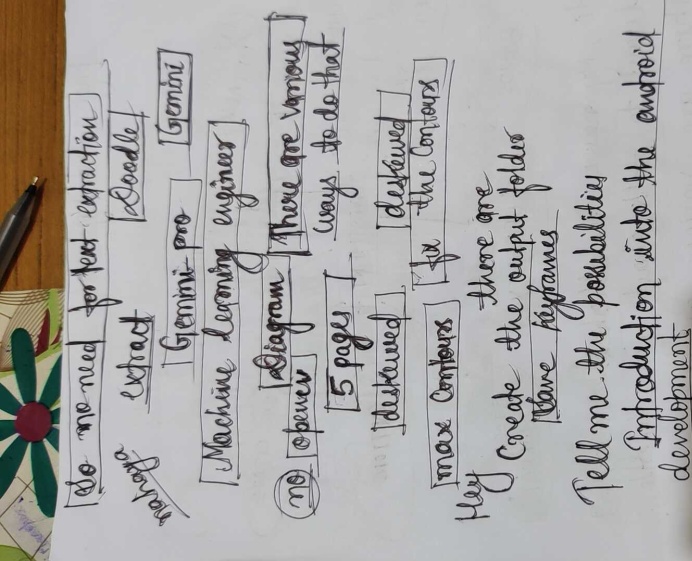 So no need for text extraction
extract Doodle
Gemini pro Gemini
Machine learning engineer
Diagram There are various
no opencv ways to do that
5 pages
deskewed deskewed
fix the Contours
max Contours
Hey there are
Create the output folder
Save keyframes
Tell me the possibilities
Introduction into the android
development